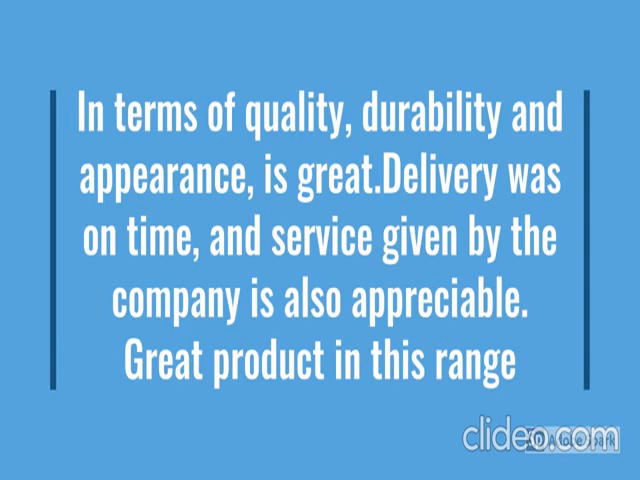 In terms of quality, durability and
appearance, is great.Delivery was
on time, and service given by the
company is also appreciable.
Great product in this range
clideo.com